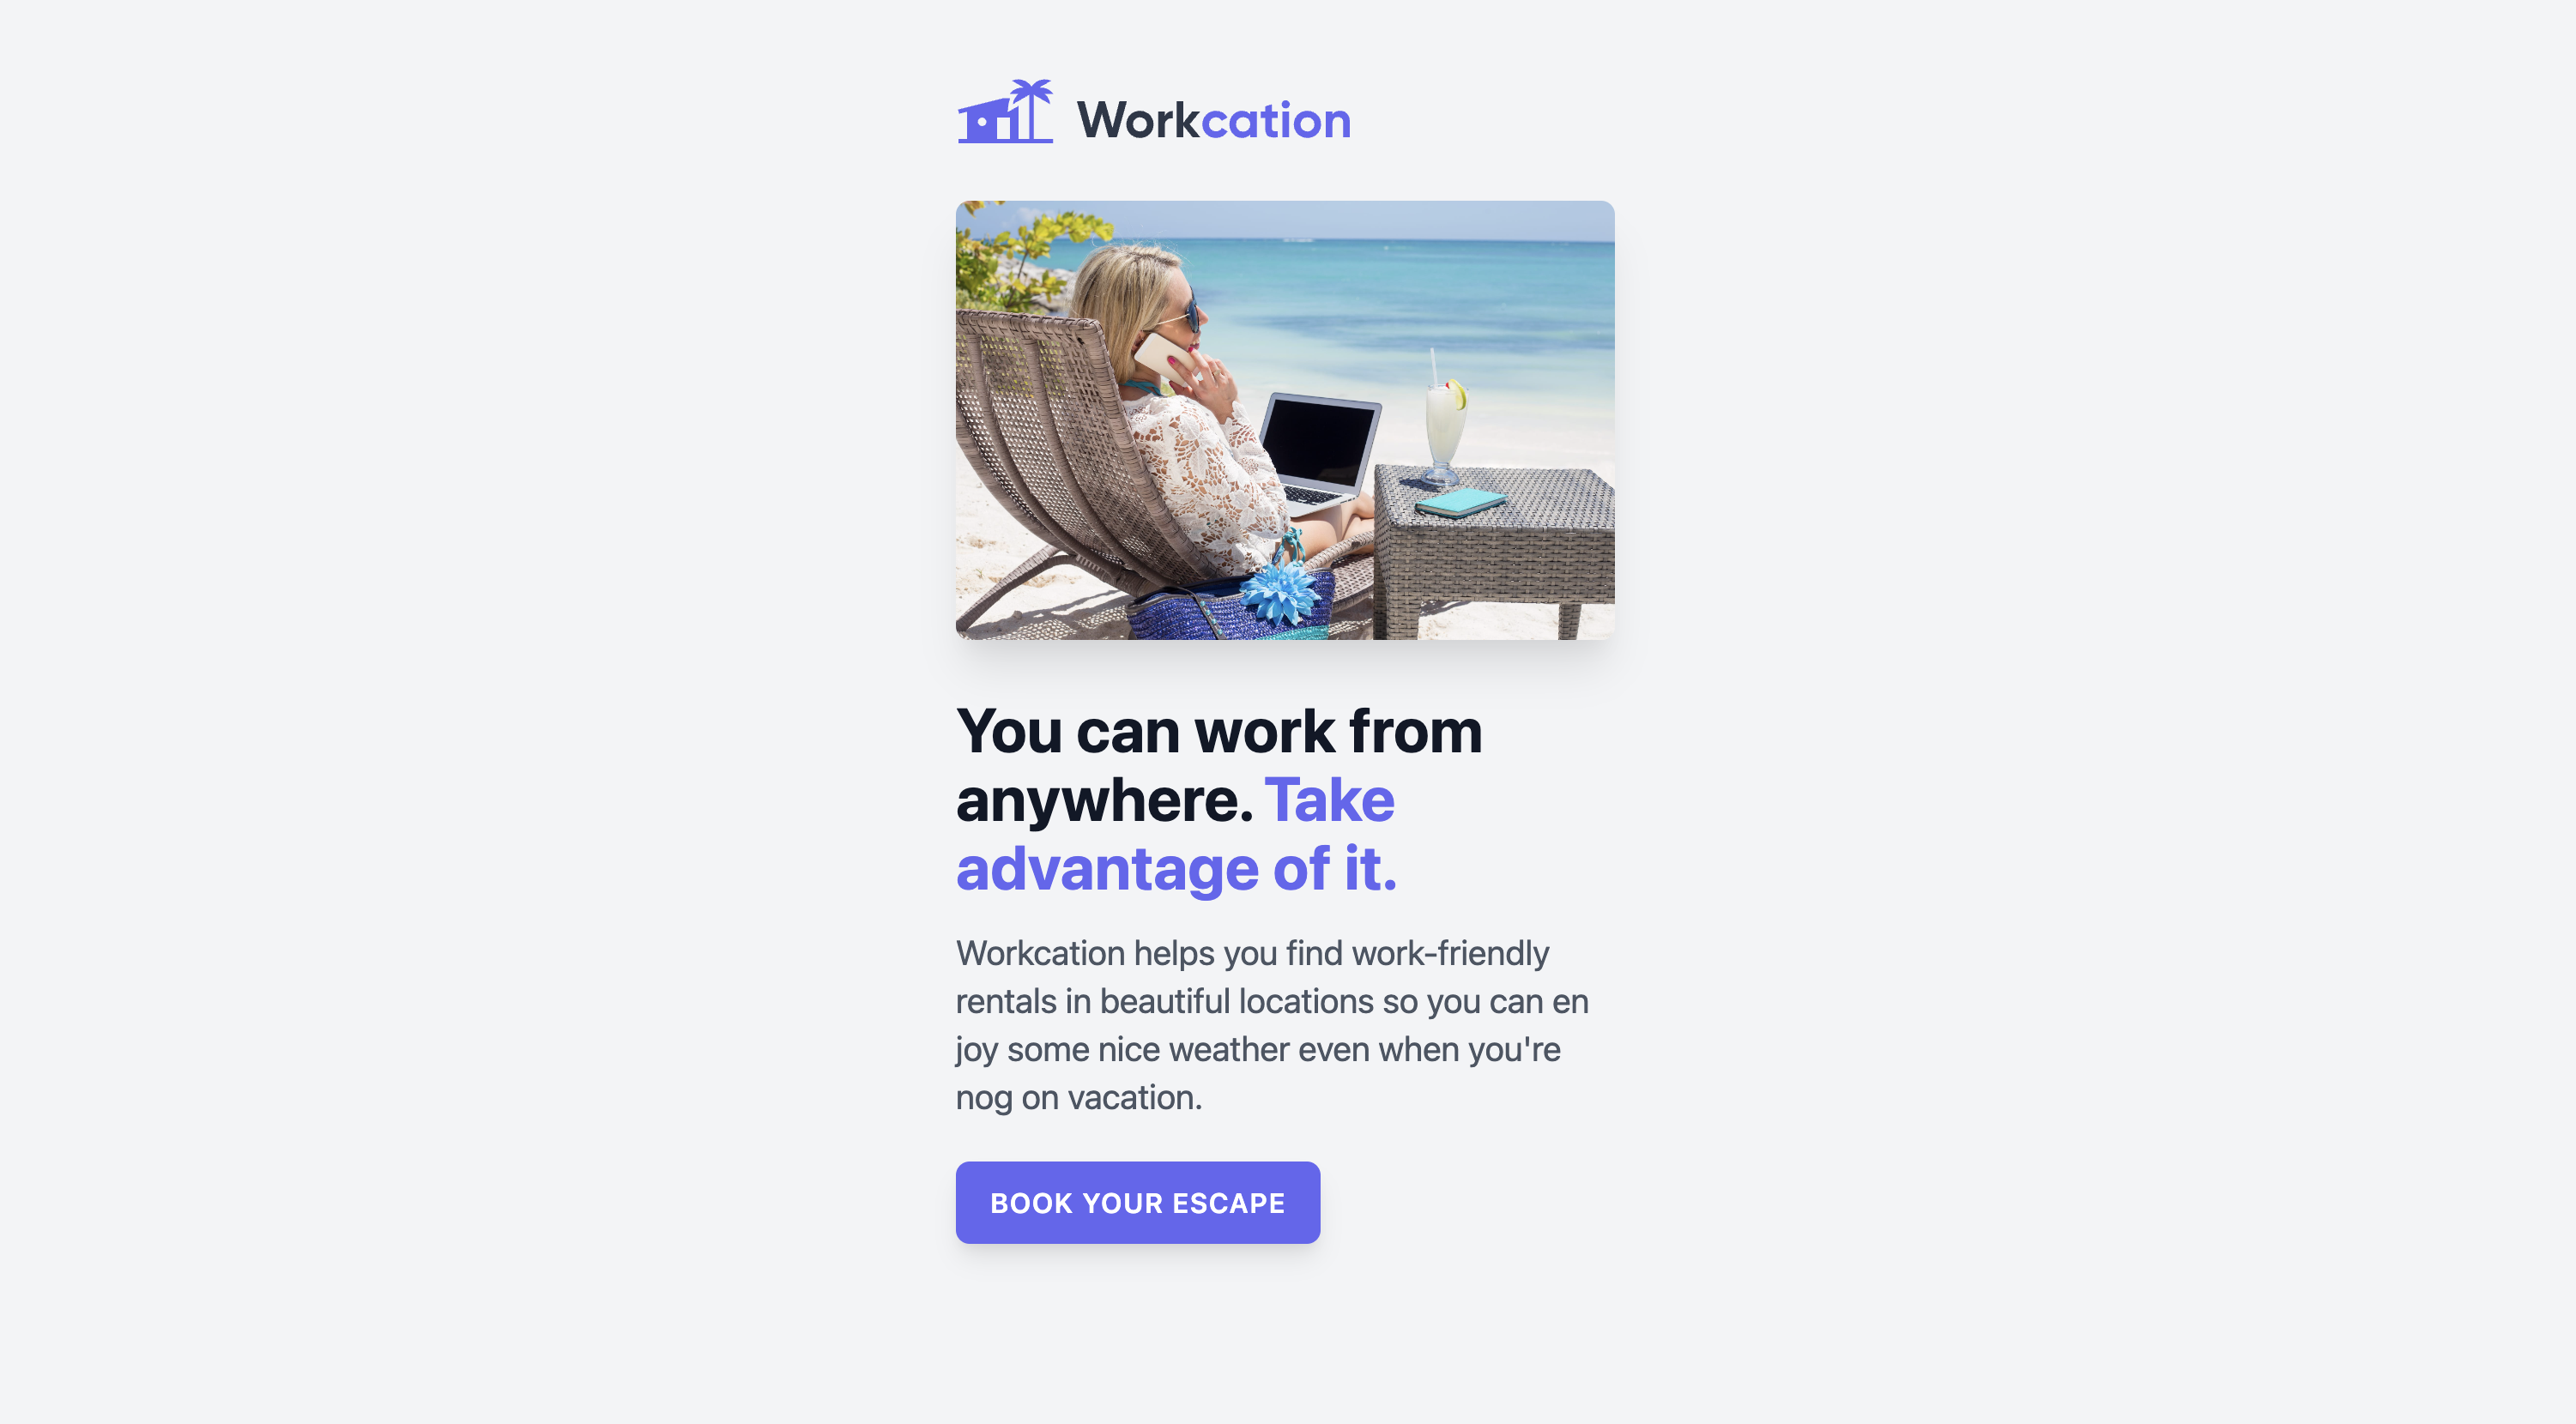 Workcation
You can work from
anywhere. Take
advantage of it.
Workcation helps you find work-friendly
rentals in beautiful locations so you can en
joy some nice weather even when you're
nog on vacation.
BOOK YOUR ESCAPE